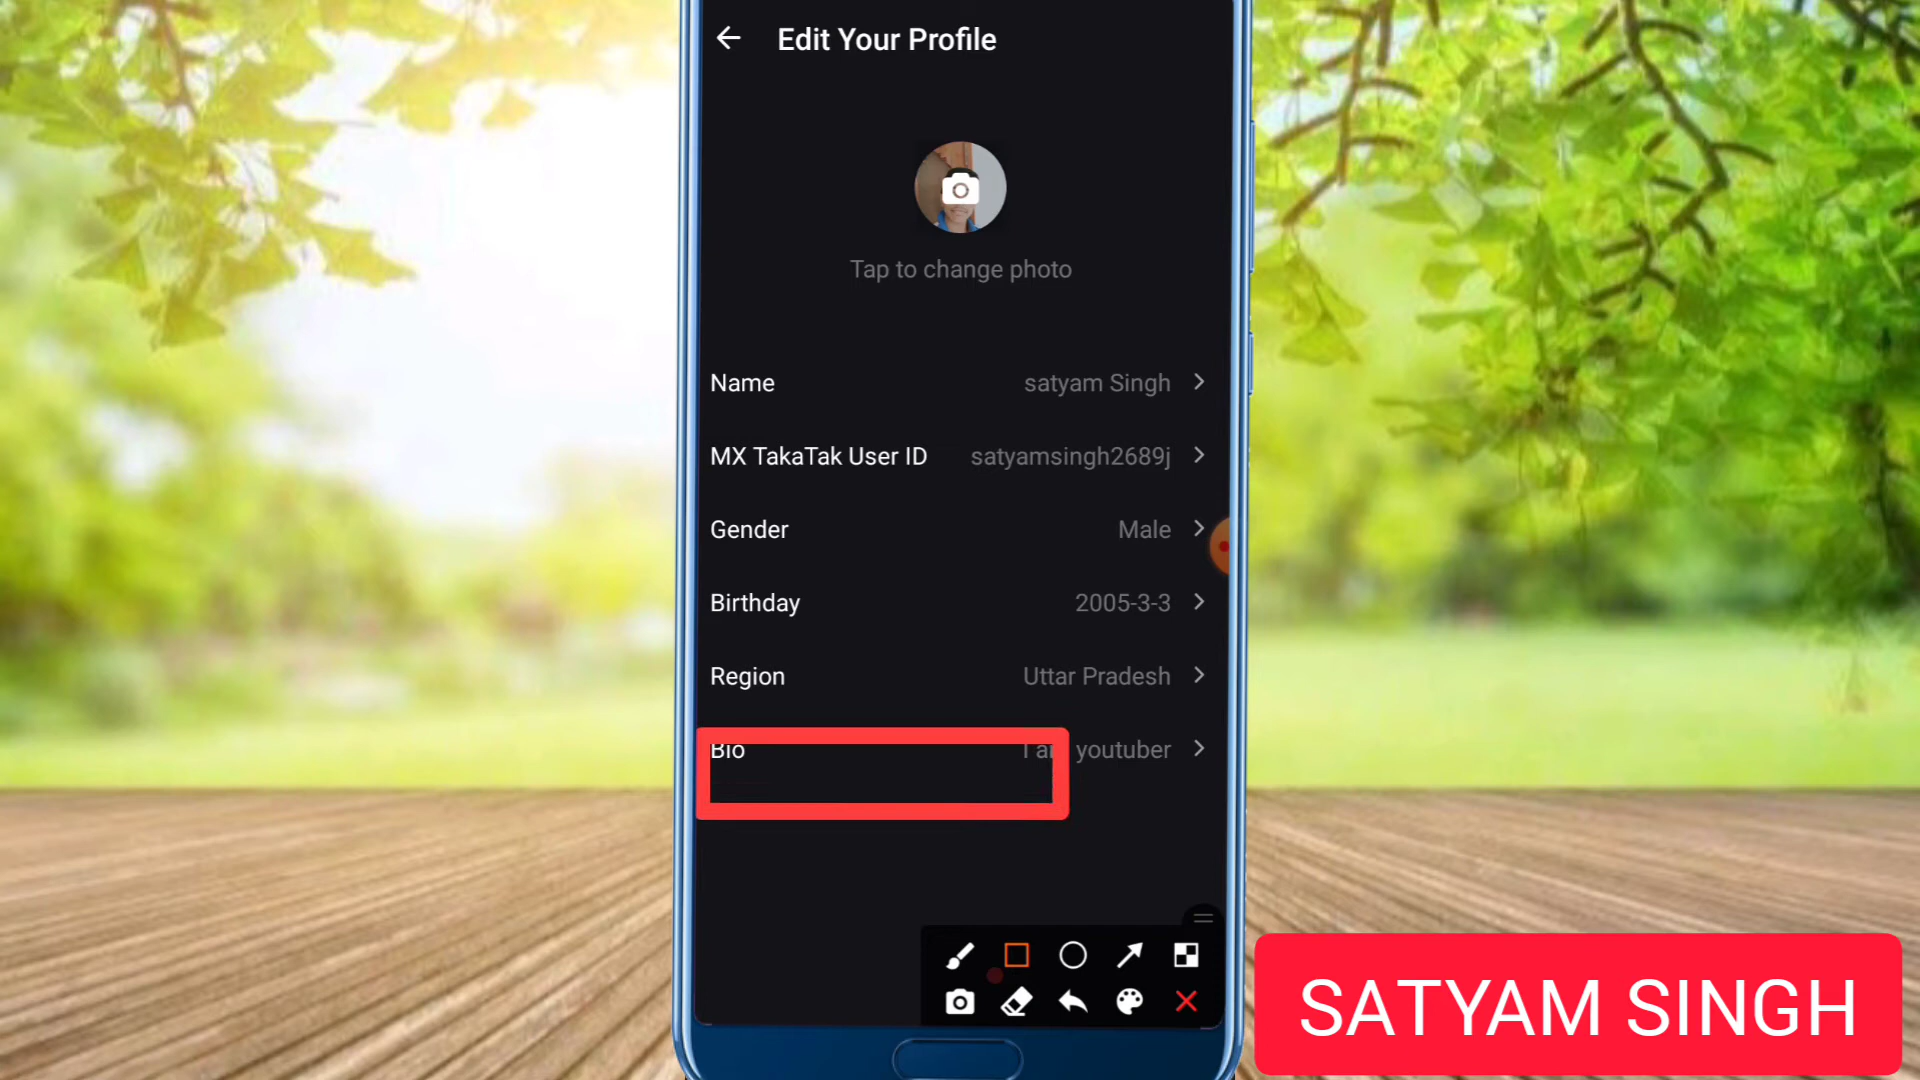 Edit Your Profile
Tap to change photo
Name satyam Singh
MX TakaTak User ID satyamsingh2689j
Gender Male
Birthday 2005-3-3
Region Uttar Pradesh
Bio I youtuber
SATYAM SINGH